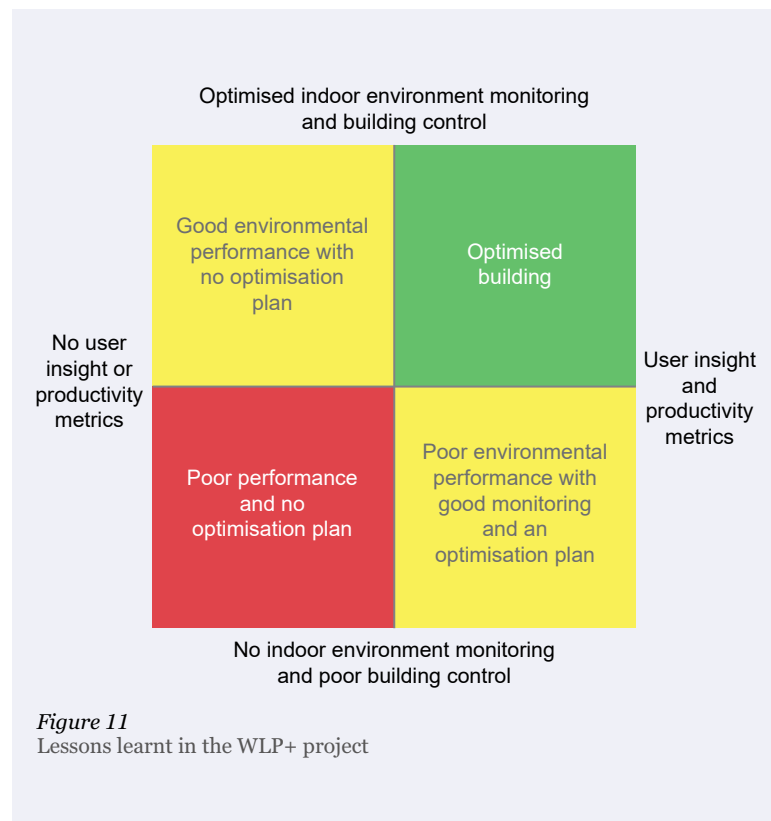 Optimised indoor environment monitoring
and building control
Good environmental
performance with
no optimisation
plan
Optimised
building
No user
insight or
productivity
metrics
User insight
and
productivity
metrics
Poor performance
and no
optimisation plan
Poor environmental
performance with
good monitoring
and an
optimisation plan
No indoor environment monitoring
and poor building control
Figure 11
Lessons learnt in the WLP+ project